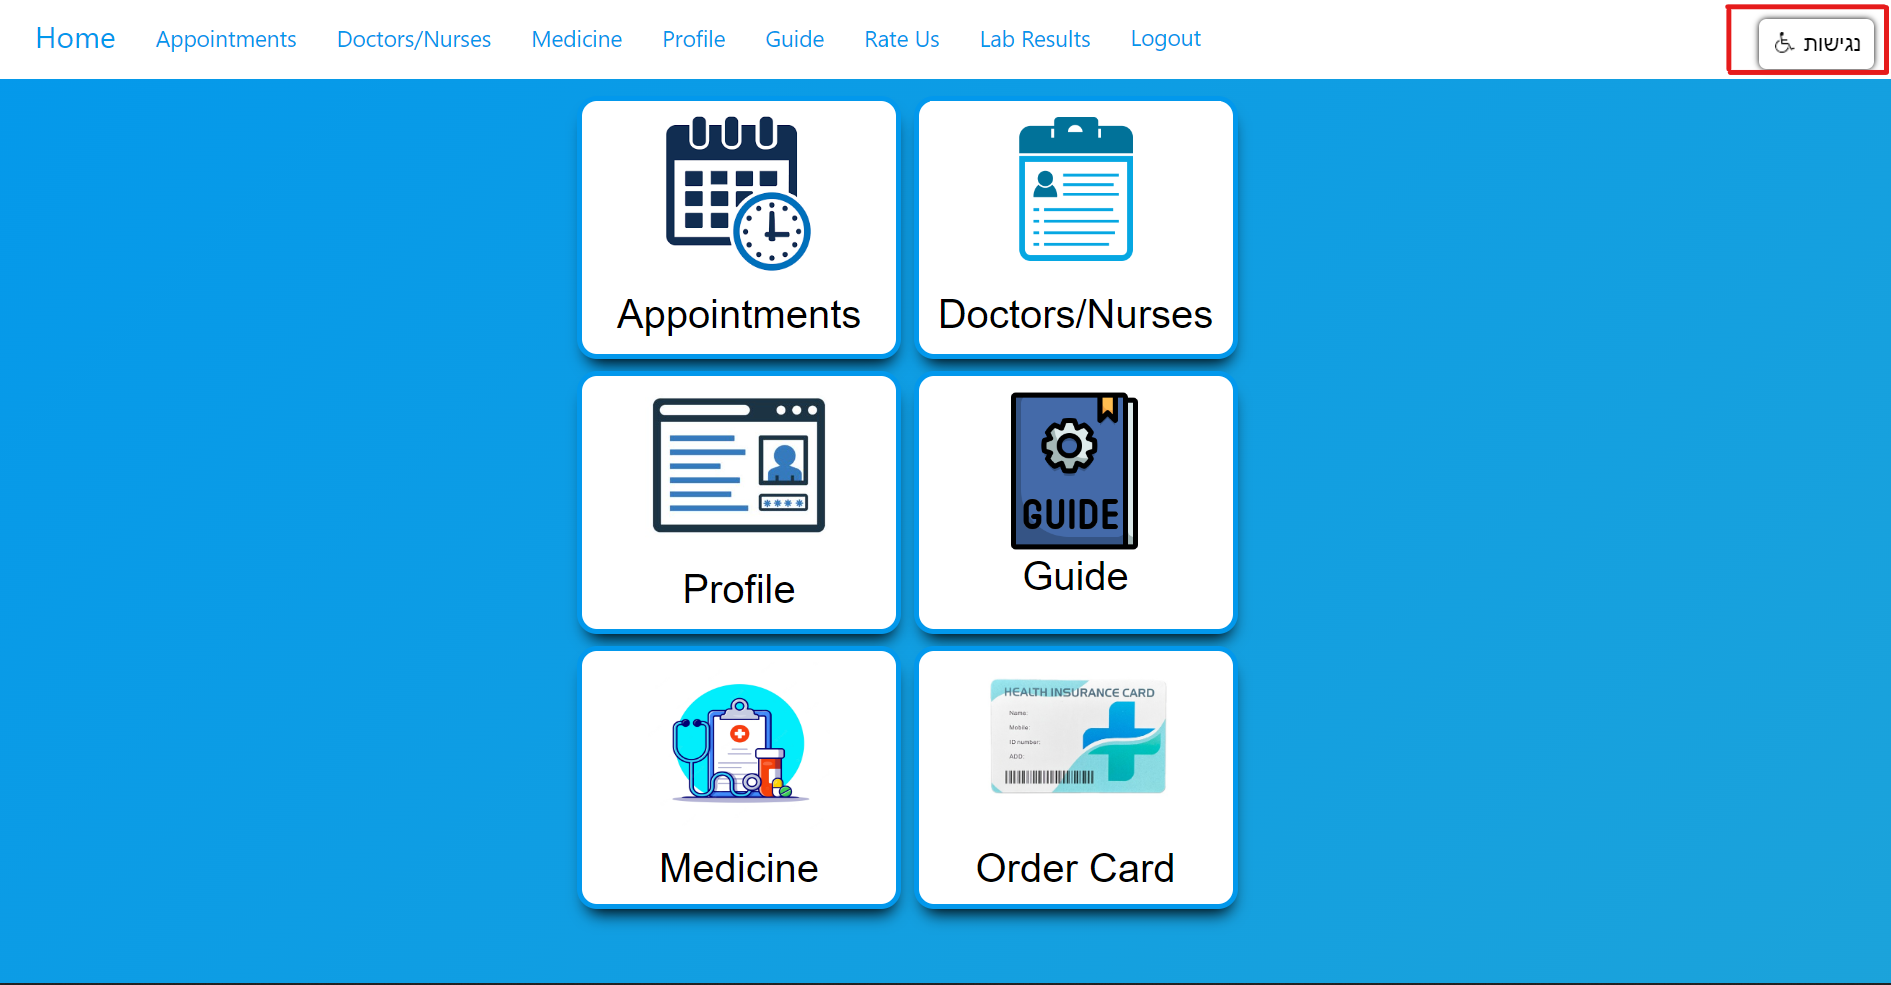 Home Appointments Doctors/Nurses Medicine Profile Guide Rate Us Lab Results Logout נגישות
Appointments
Doctors/Nurses
Profile
GUIDE
Guide
Medicine
HEALTH INSURANCE CARD
Name:
Mobile:
ID number:
ADD:
Order Card